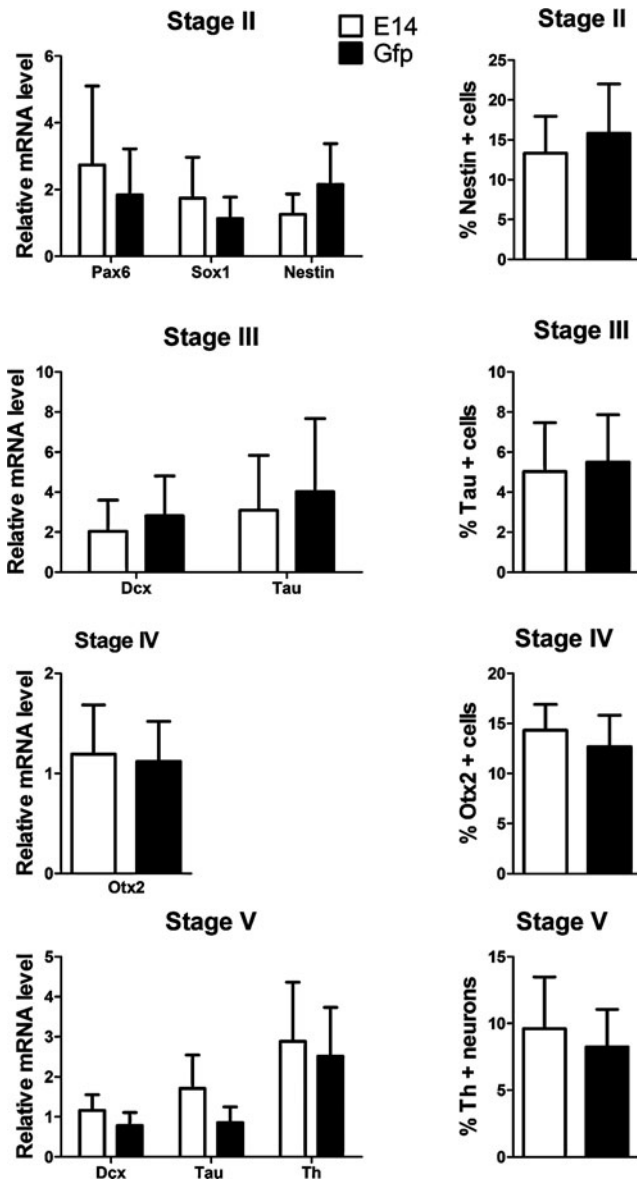 Stage II
E14
Gfp
Stage II
Relative mRNA level
6
4
2
0
Pax6 Sox1 Nestin
% Nestin + cells
25
20
15
10
5
0
Stage III
Relative mRNA level
10
8
6
4
2
0
Dcx Tau
Stage III
% Tau + cells
10
8
6
4
2
0
Stage IV
Relative mRNA level
2
1
0
Otx2
Stage IV
% Otx2 + cells
20
15
10
5
0
Stage V
Relative mRNA level
5
4
3
2
1
0
Dcx Tau Th
Stage V
% Th + neurons
15
10
5
0